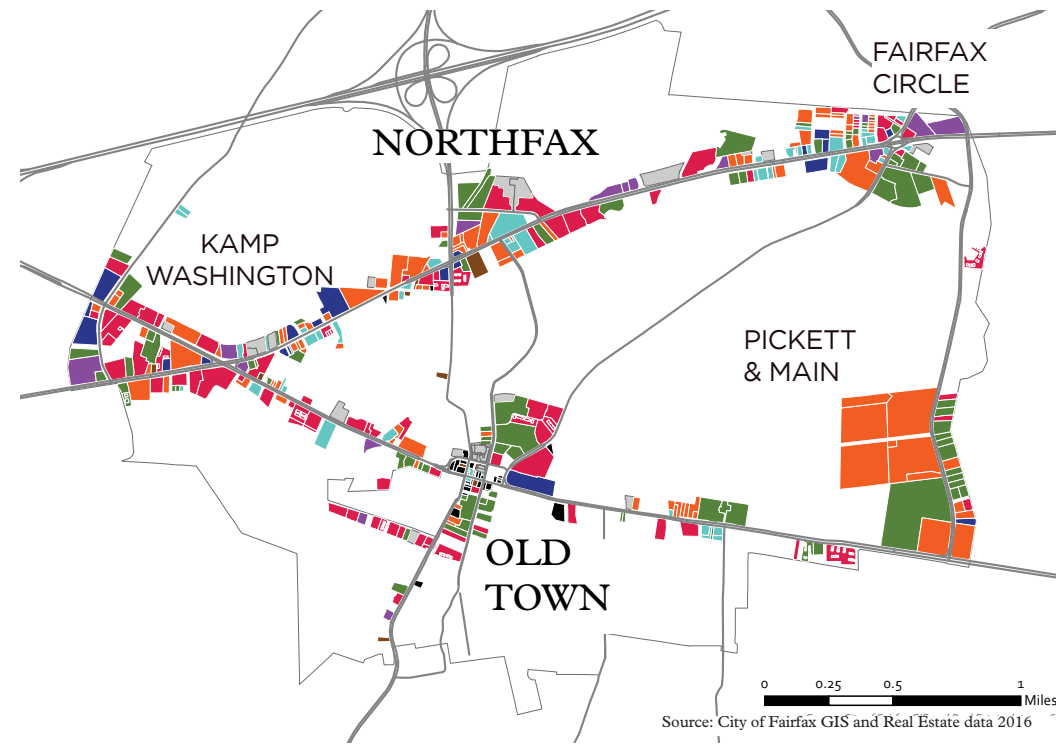 FAIRFAX
CIRCLE
NORTHFAX
KAMP
WASHINGTON
PICKETT
& MAIN
OLD
TOWN
0 0.25 0.5 1
Miles
Source: City of Fairfax GIS and Real Estate data 2016